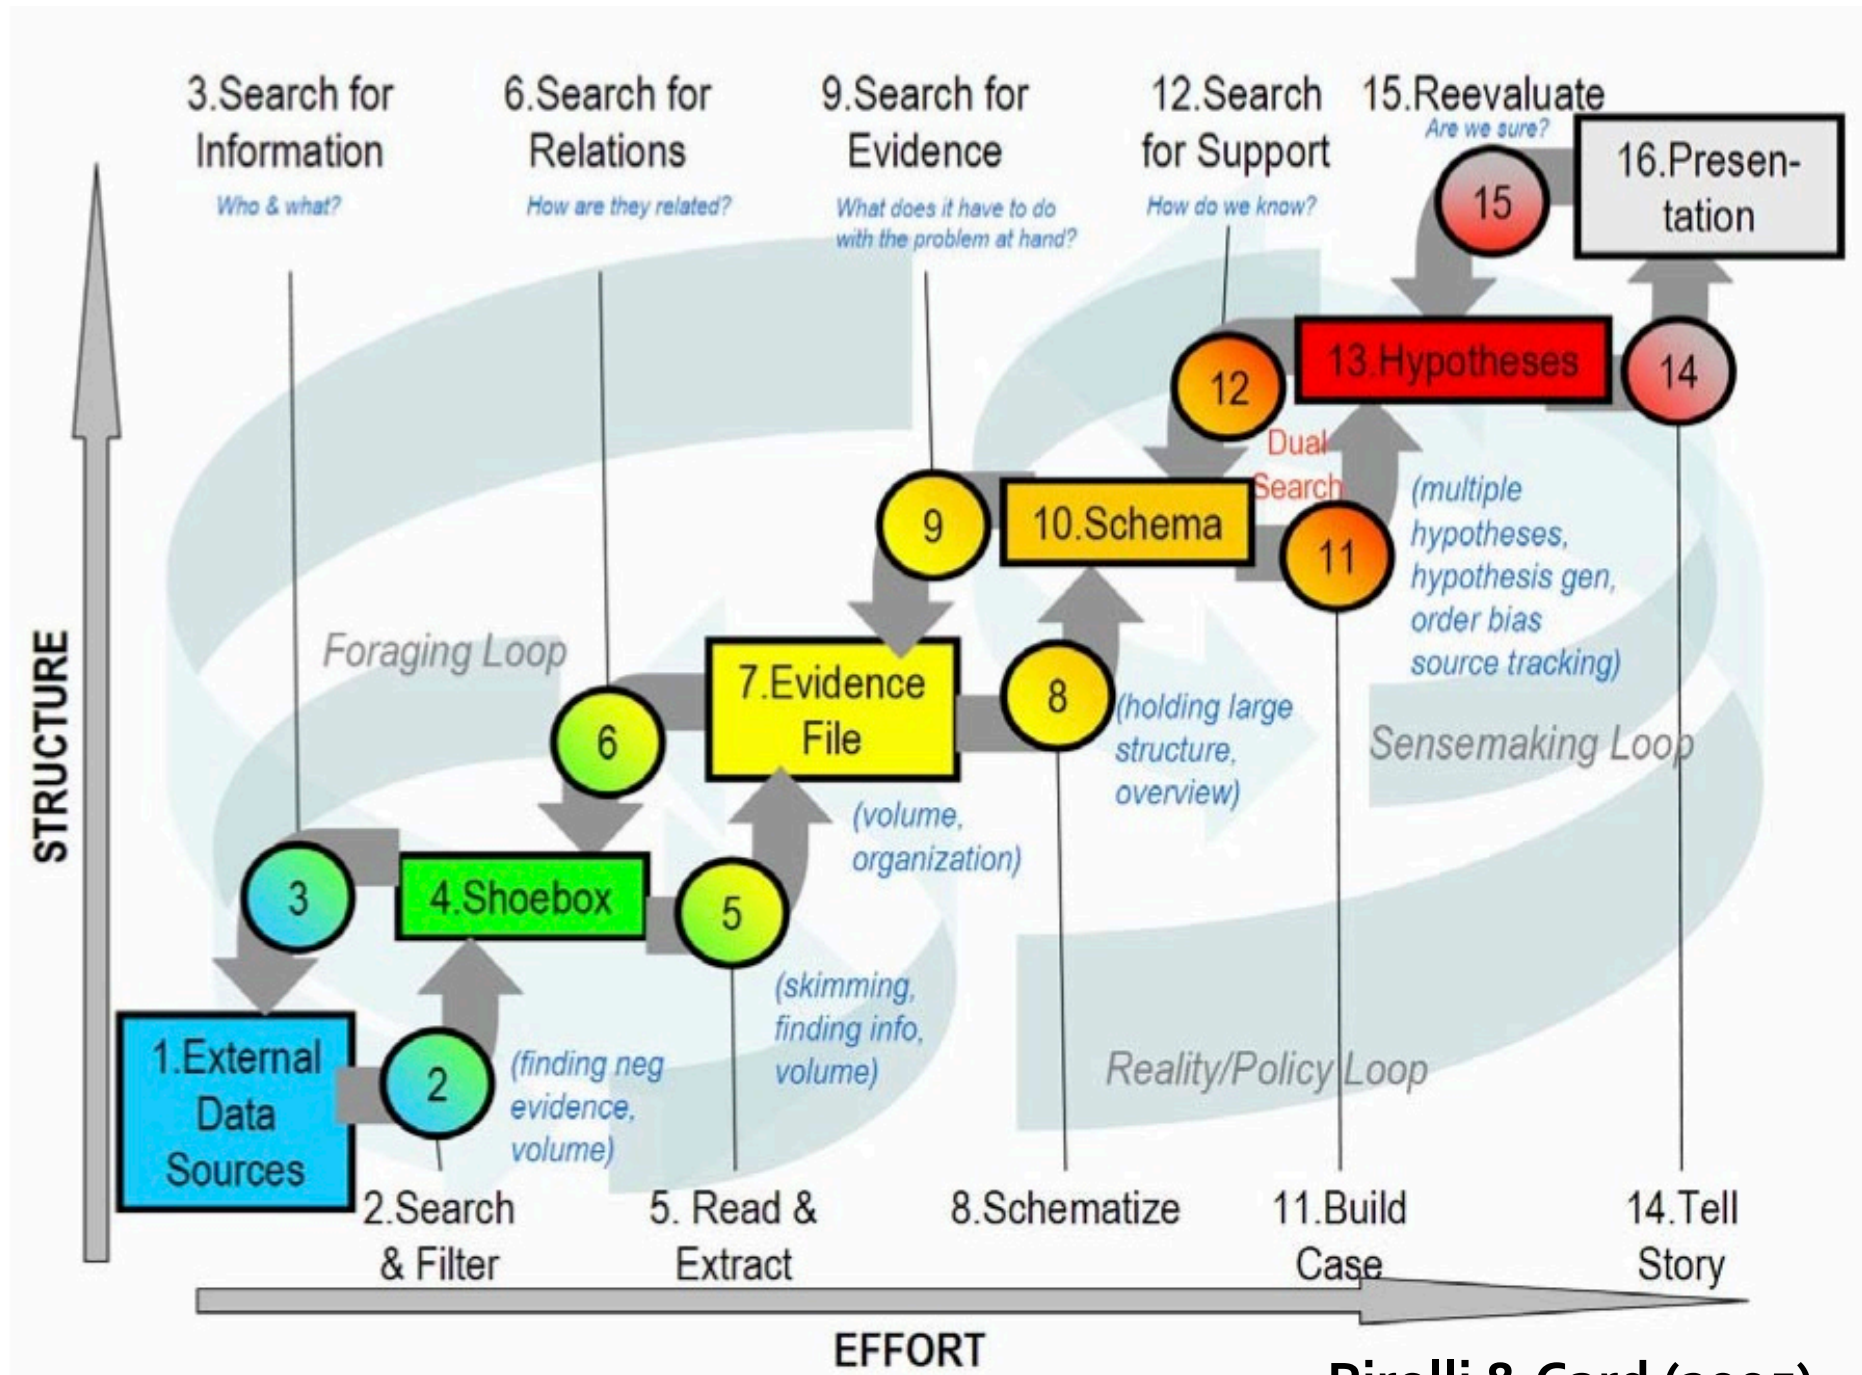 3.Search for
Information
Who & what?
6.Search for
Relations
How are they related?
9.Search for
Evidence
What does it have to do
with the problem at hand?
12.Search
for Support
How do we know?
15.Reevaluate
Are we sure?
15
16.Presen-
tation
12
13.Hypotheses
14
Dual
Search
9
10.Schema
11
(multiple
hypotheses,
hypothesis gen,
order bias
source tracking)
Foraging Loop
6
7.Evidence
File
8
(holding large
structure,
overview)
Sensemaking Loop
(volume,
organization)
3
4.Shoebox
5
(skimming,
finding info,
volume)
1.External
Data
Sources
2
(finding neg
evidence,
volume)
Reality/Policy Loop
2.Search
& Filter
5. Read &
Extract
8.Schematize
11.Build
Case
14.Tell
Story
STRUCTURE
EFFORT